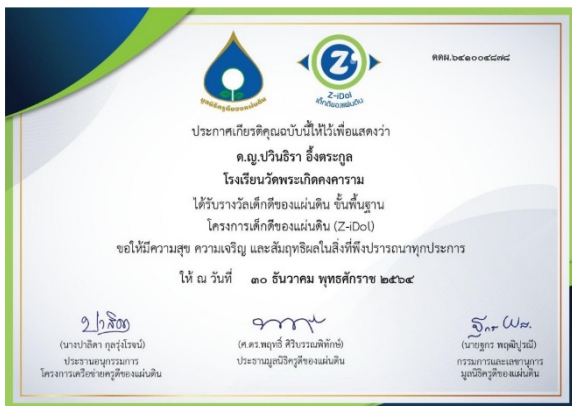 คดผ.๖๔๑๐๐๔๘๗๘
มูลนิธิครูดีของแผ่นดิน
Z
Z-iDol
เด็กดีของแผ่นดิน
ประกาศเกียรติคุณฉบับนี้ให้ไว้เพื่อแสดงว่า
ด.ญ.ปวินธิรา อึ้งตระกูล
โรงเรียนวัดพระเกิดคงคาราม
ได้รับรางวัลเด็กดีของแผ่นดิน ขั้นพื้นฐาน
โครงการเด็กดีของแผ่นดิน (Z-iDol)
ขอให้มีความสุข ความเจริญ และสัมฤทธิผลในสิ่งที่พึงปรารถนาทุกประการ
ให้ ณ วันที่ ๓๐ ธันวาคม พุทธศักราช ๒๕๖๔
(นางปาลิดา กุลรุ่งโรจน์)
ประธานอนุกรรมการ
โครงการเครือข่ายครูดีของแผ่นดิน
(ศ.ดร.พฤทธิ์ ศิริบรรณพิทักษ์)
ประธานมูลนิธิครูดีของแผ่นดิน
(นายฐกร พฤฒิปูรณี)
กรรมการและเลขานุการ
มูลนิธิครูดีของแผ่นดิน